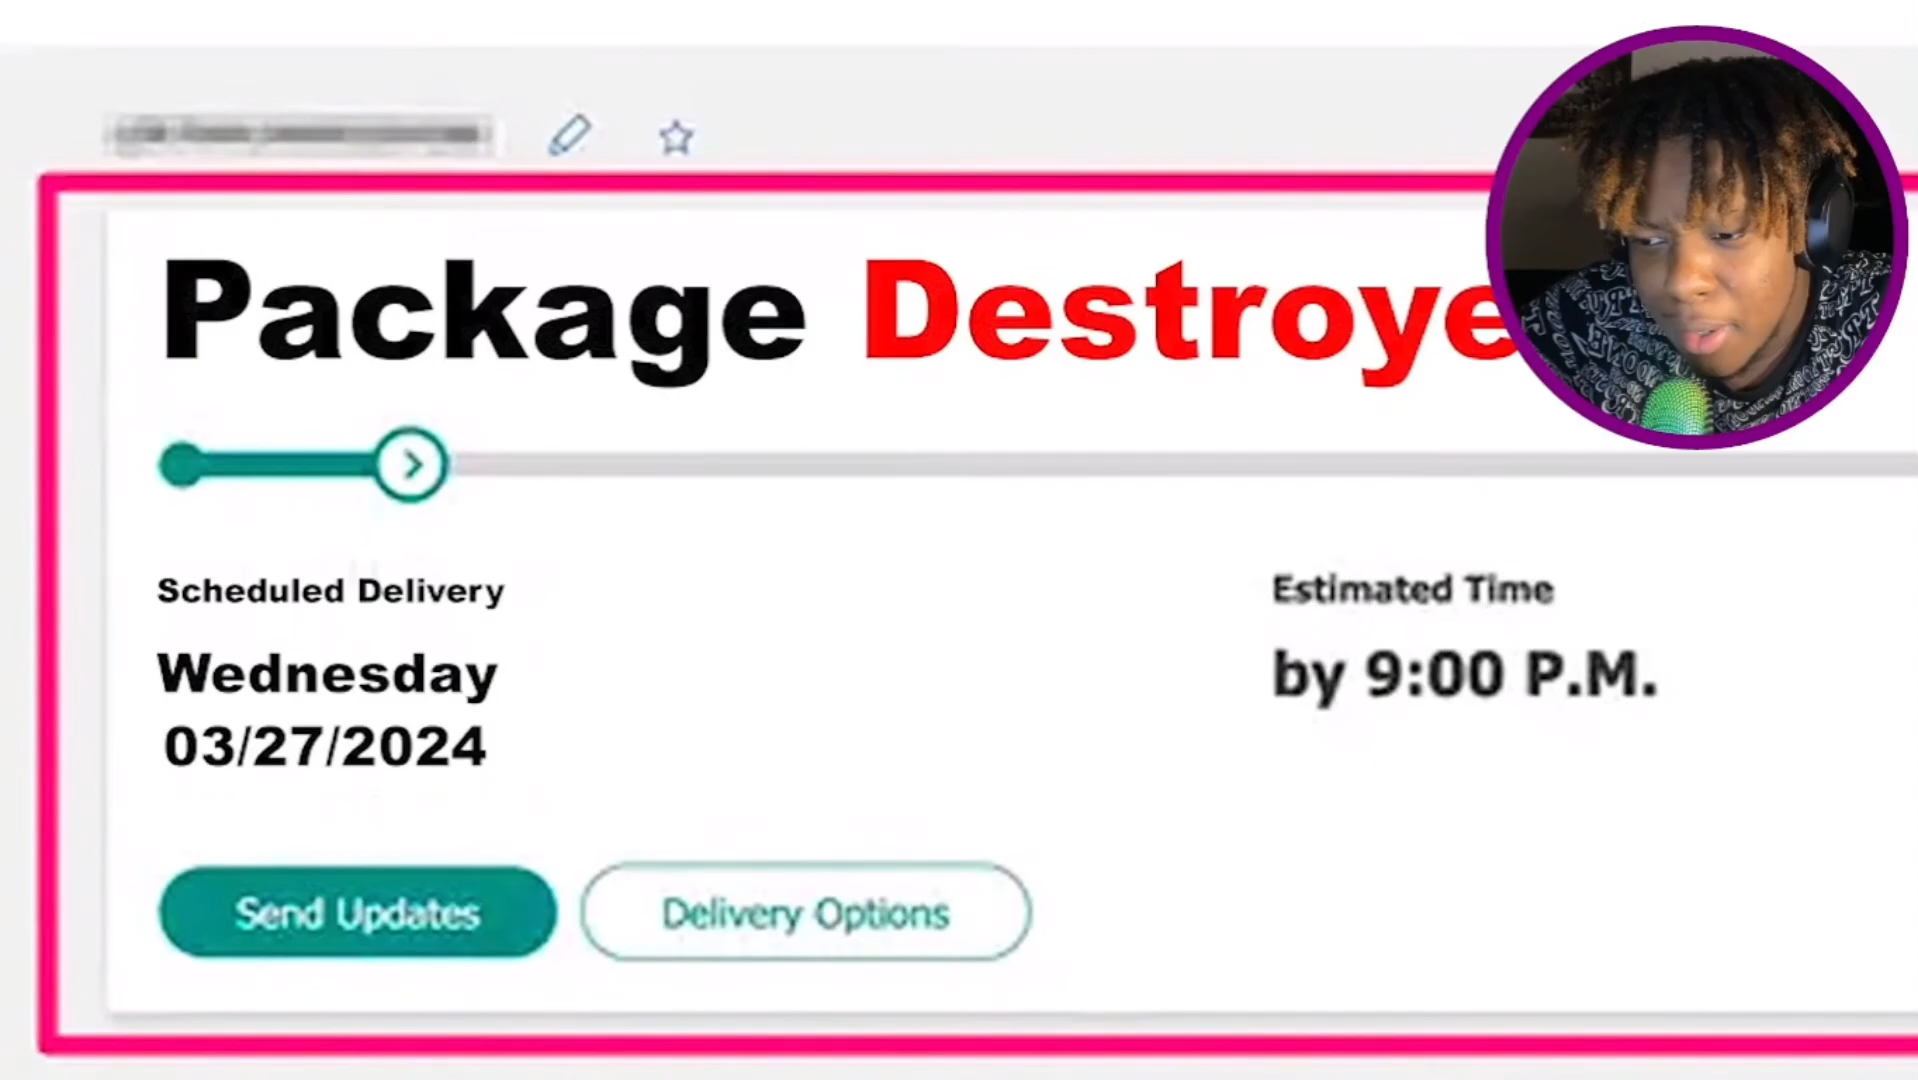 Package Destroye
Scheduled Delivery
Estimated Time
Wednesday
03/27/2024
by 9:00 P.M.
Send Updates
Delivery Options